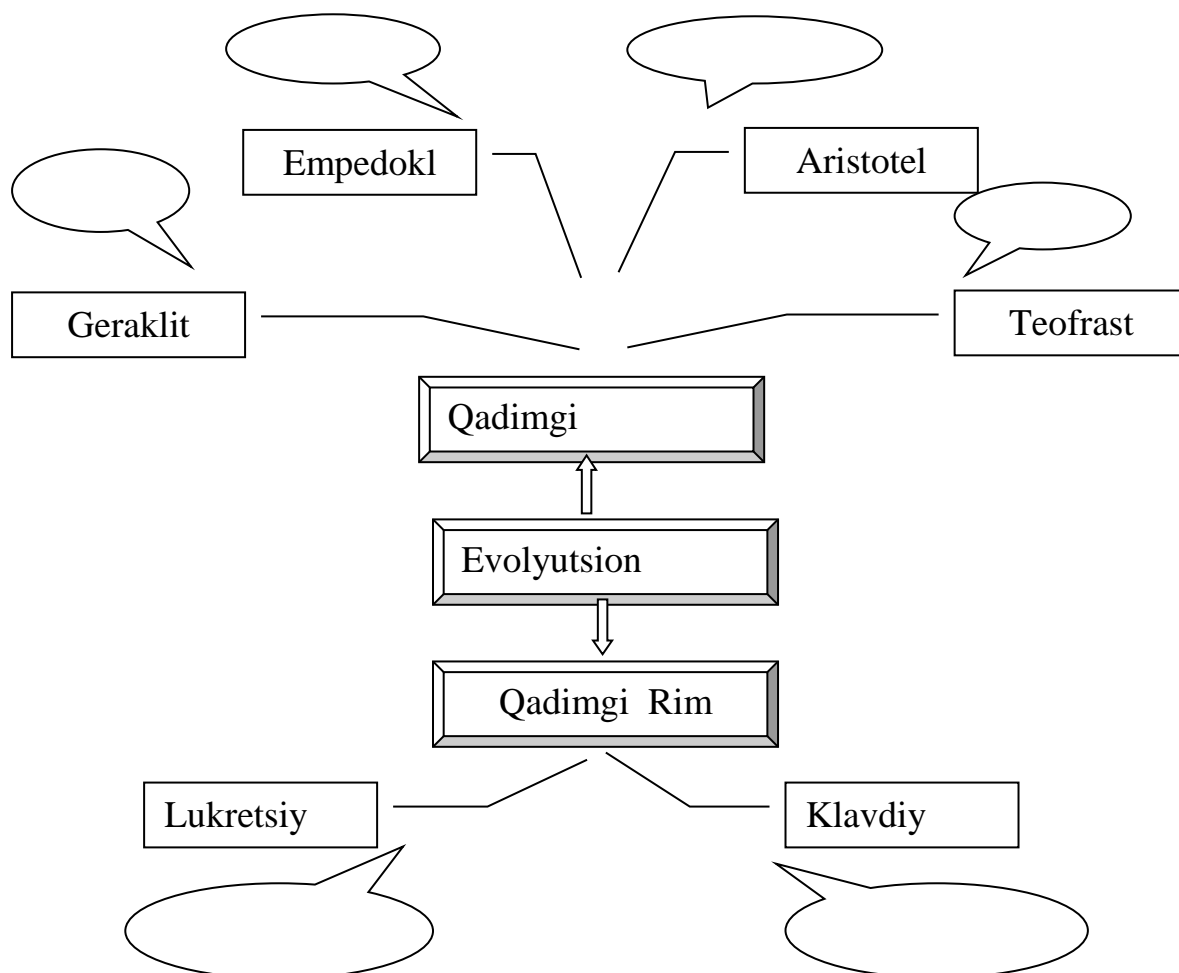 Empedokl
Aristotel
Geraklit
Teofrast
Qadimgi
Evolyutsion
Qadimgi Rim
Lukretsiy
Klavdiy